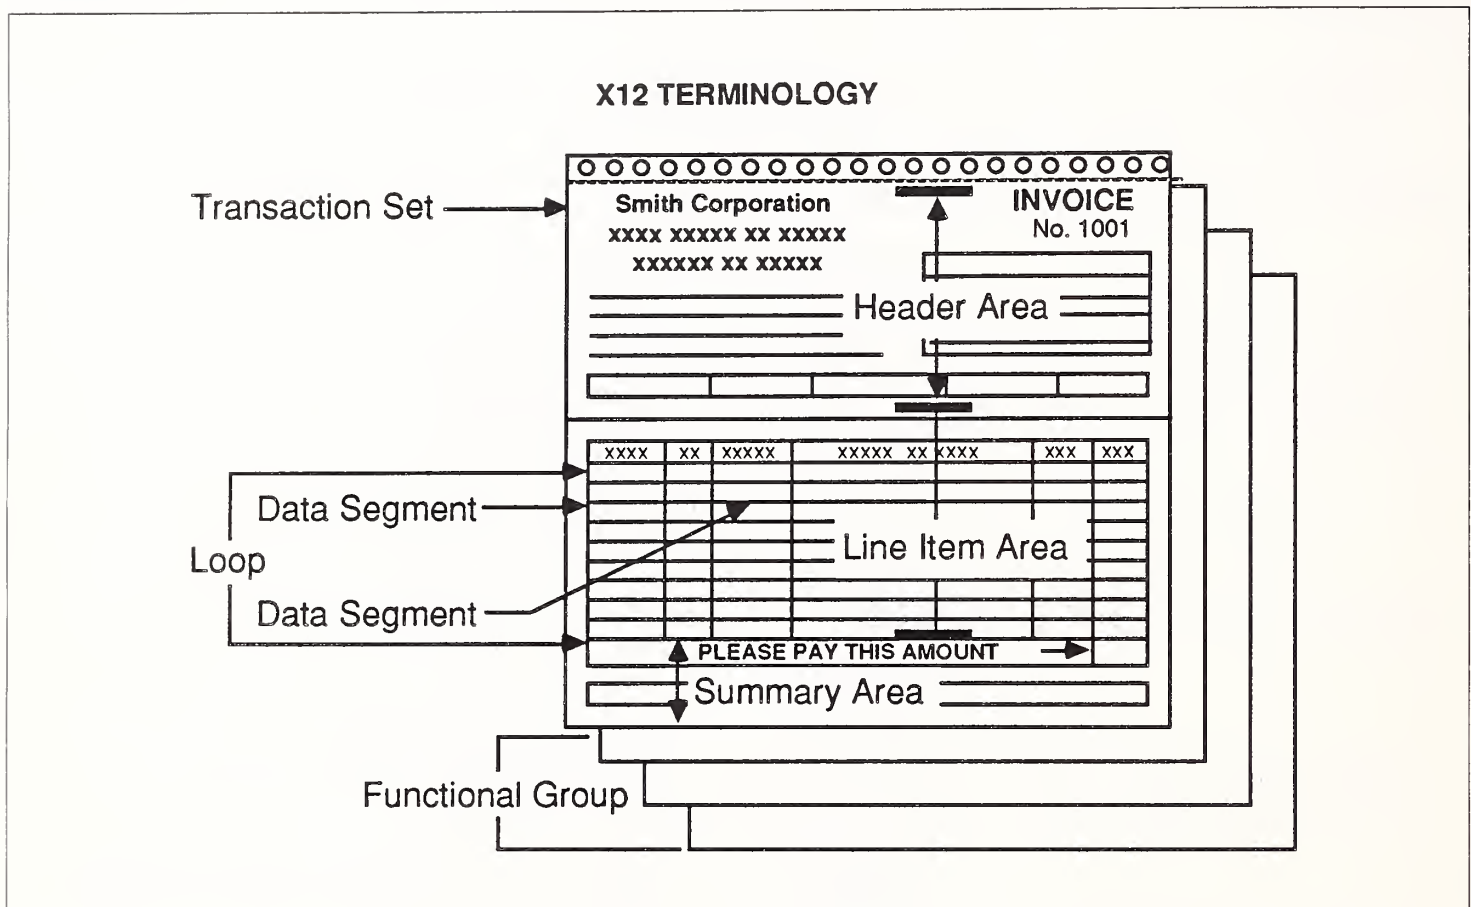 X12 TERMINOLOGY
Transaction Set
Smith Corporation
INVOICE
No. 1001
xxxx xxxxx xx xxxxx
xxxxxx xx xxxxx
Header Area
xxxx xx xxxxx xxxxx xx xxxx xxx xxx
Data Segment
Loop
Line Item Area
Data Segment
PLEASE PAY THIS AMOUNT
Summary Area
Functional Group